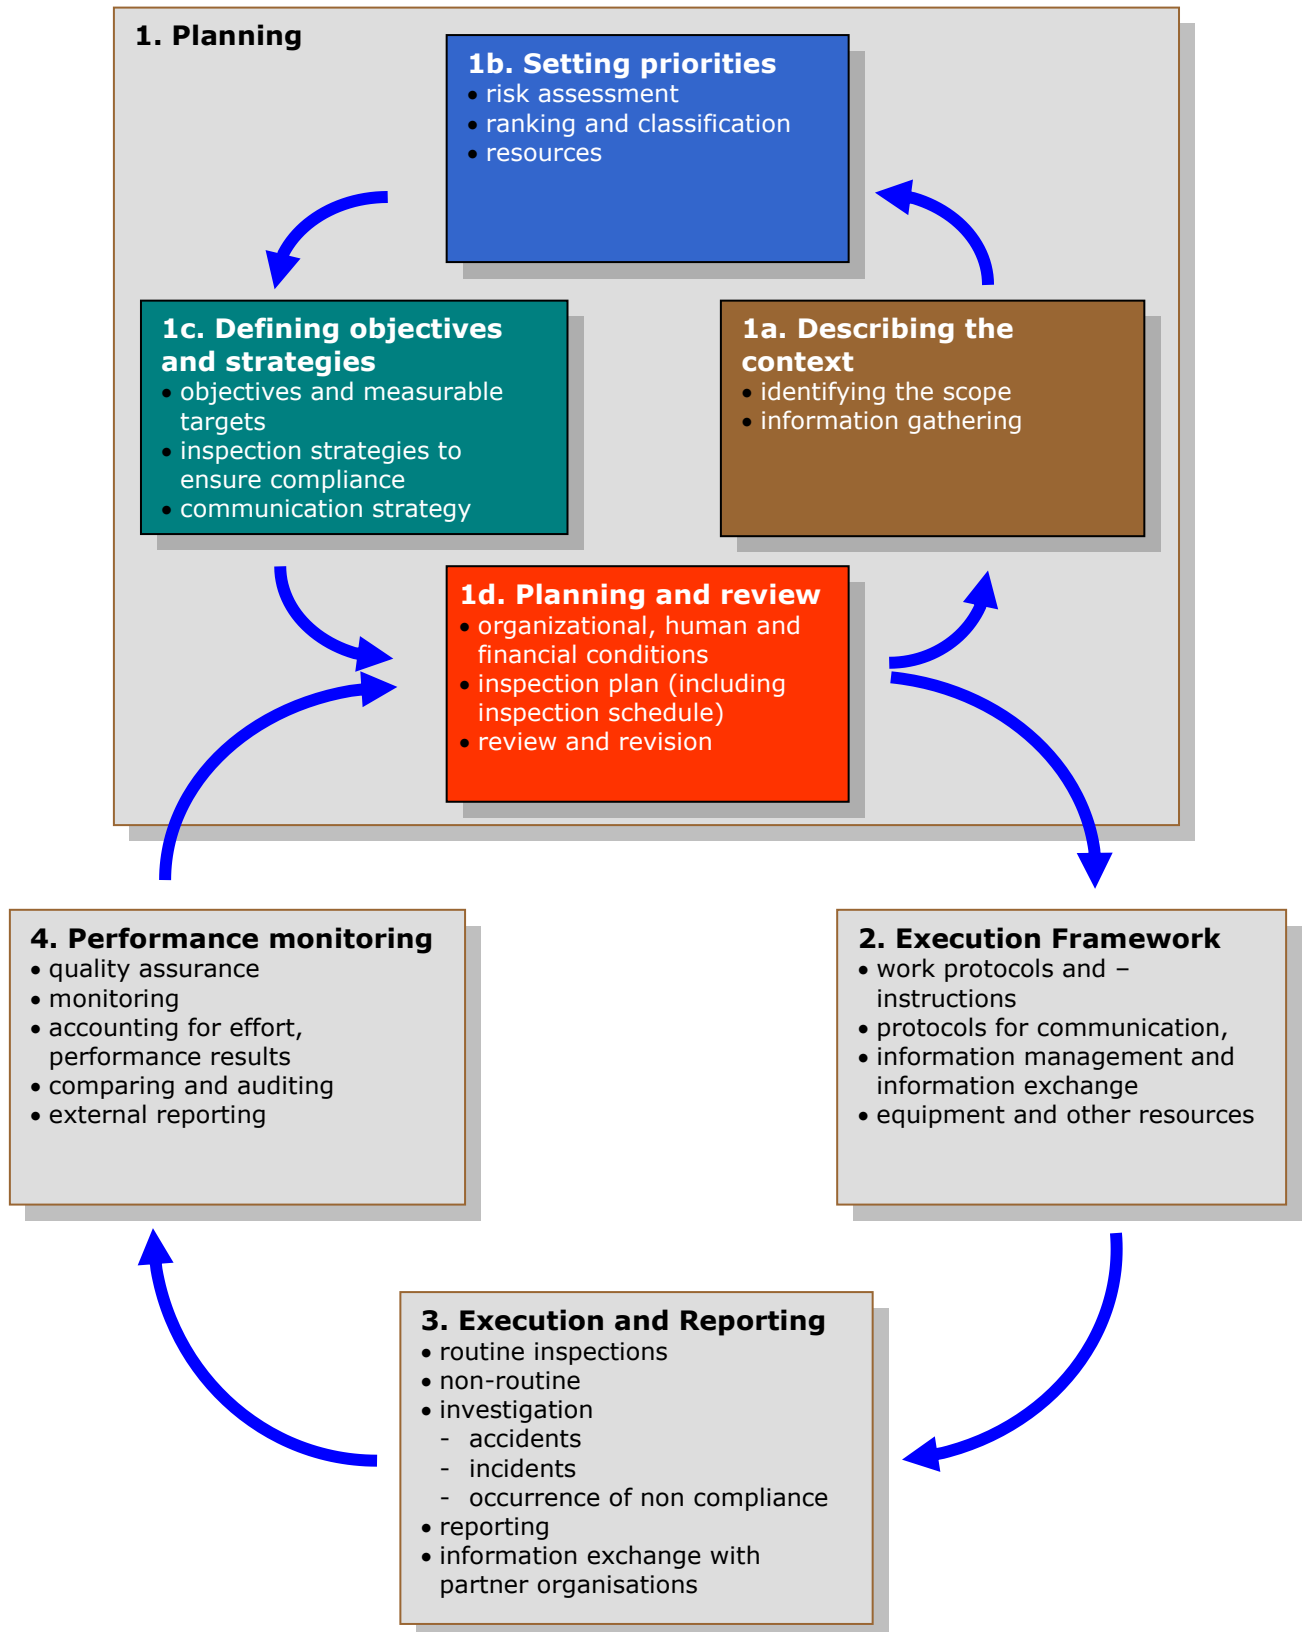 1. Planning
1b. Setting priorities
• risk assessment
• ranking and classification
• resources
1c. Defining objectives
and strategies
• objectives and measurable
targets
• inspection strategies to
ensure compliance
• communication strategy
1a. Describing the
context
• identifying the scope
• information gathering
1d. Planning and review
• organizational, human and
financial conditions
• inspection plan (including
inspection schedule)
• review and revision
4. Performance monitoring
• quality assurance
• monitoring
• accounting for effort,
performance results
• comparing and auditing
• external reporting
2. Execution Framework
• work protocols and –
instructions
• protocols for communication,
• information management and
information exchange
• equipment and other resources
3. Execution and Reporting
• routine inspections
• non-routine
• investigation
- accidents
- incidents
- occurrence of non compliance
• reporting
• information exchange with
partner organisations